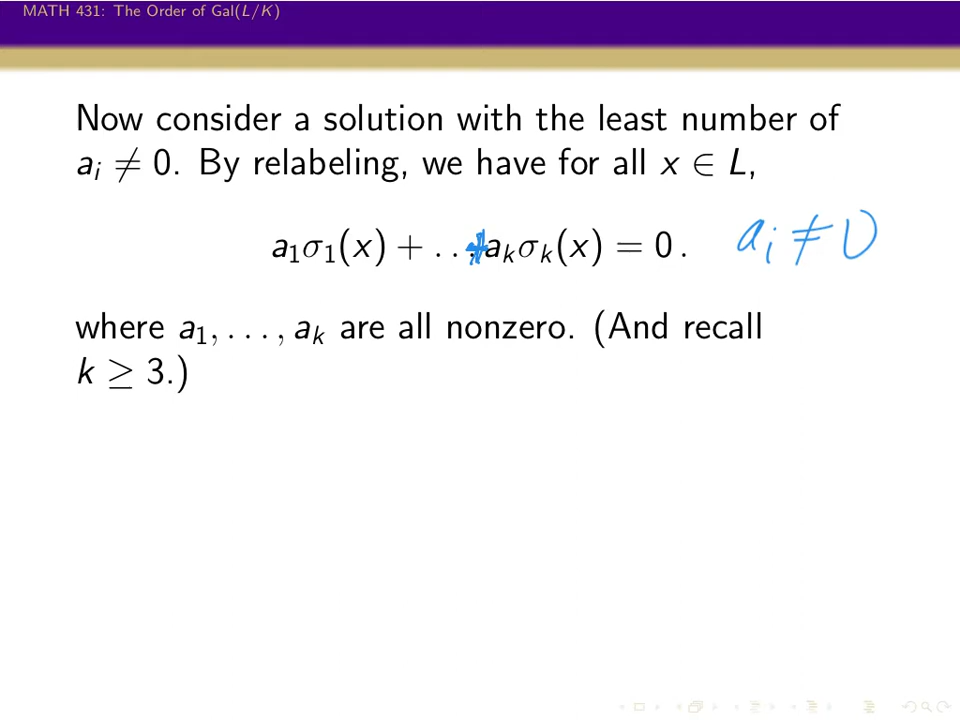 MATH 431: The Order of Gal(L/K)
Now consider a solution with the least number of
aᵢ ≠ 0. By relabeling, we have for all x ∈ L,
a₁σ₁(x) + . . .+aₖσₖ(x) = 0 . aᵢ ≠ 0
where a₁, . . . , aₖ are all nonzero. (And recall
k ≥ 3.)